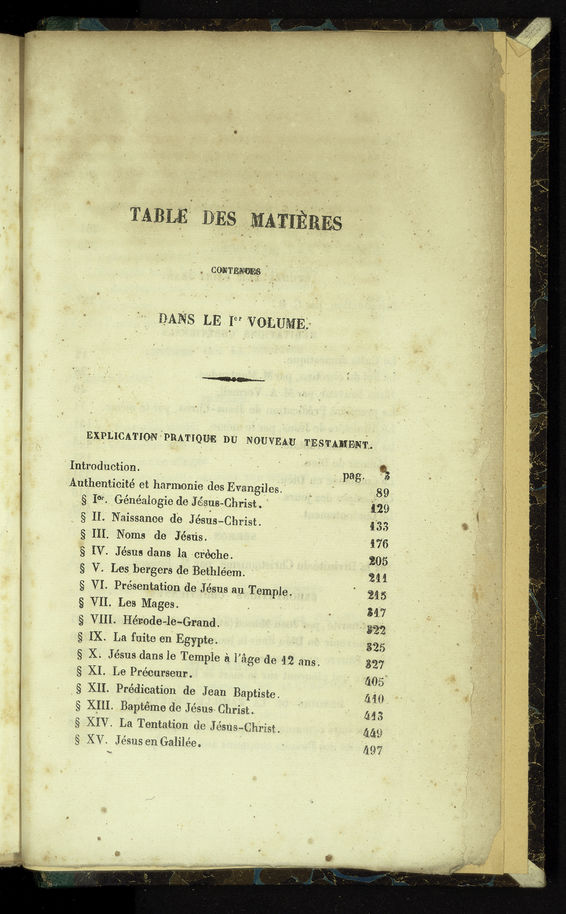 TABLE DES MATIÈRES
CONTENUES
DANS LE Ier VOLUME.
EXPLICATION PRATIQUE DU NOUVEAU TESTAMENT.
Introduction. pag. 3
Authenticité et harmonie des Evangiles. 89
§ Ier. Généalogie de Jésus-Christ. 129
§ II. Naissance de Jésus-Christ. 133
§ III. Noms de Jésus. 176
§ IV. Jésus dans la crèche. 205
§ V. Les bergers de Bethléem. 211
§ VI. Présentation de Jésus au Temple. 215
§ VII. Les Mages. 317
§ VIII. Hérode-le-Grand. 322
§ IX. La fuite en Egypte. 325
§ X. Jésus dans le Temple à l'âge de 12 ans. 327
§ XI. Le Précurseur. 405
§ XII. Prédication de Jean Baptiste. 410
§ XIII. Baptême de Jésus Christ. 413
§ XIV. La Tentation de Jésus-Christ. 449
§ XV. Jésus en Galilée. 497